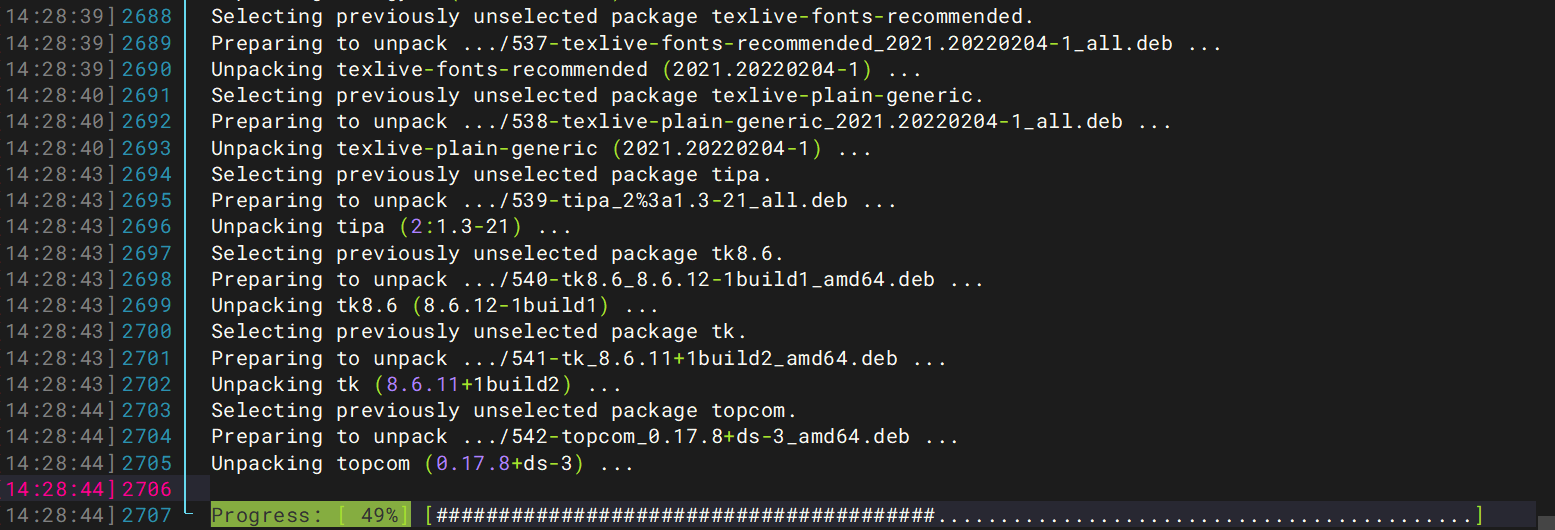 14:28:39]2688 Selecting previously unselected package texlive-fonts-recommended.
14:28:39]2689 Preparing to unpack .../537-texlive-fonts-recommended_2021.20220204-1_all.deb ...
14:28:39]2690 Unpacking texlive-fonts-recommended (2021.20220204-1) ...
14:28:40]2691 Selecting previously unselected package texlive-plain-generic.
14:28:40]2692 Preparing to unpack .../538-texlive-plain-generic_2021.20220204-1_all.deb ...
14:28:40]2693 Unpacking texlive-plain-generic (2021.20220204-1) ...
14:28:43]2694 Selecting previously unselected package tipa.
14:28:43]2695 Preparing to unpack .../539-tipa_2%3a1.3-21_all.deb ...
14:28:43]2696 Unpacking tipa (2:1.3-21) ...
14:28:43]2697 Selecting previously unselected package tk8.6.
14:28:43]2698 Preparing to unpack .../540-tk8.6_8.6.12-1build1_amd64.deb ...
14:28:43]2699 Unpacking tk8.6 (8.6.12-1build1) ...
14:28:43]2700 Selecting previously unselected package tk.
14:28:43]2701 Preparing to unpack .../541-tk_8.6.11+1build2_amd64.deb ...
14:28:43]2702 Unpacking tk (8.6.11+1build2) ...
14:28:44]2703 Selecting previously unselected package topcom.
14:28:44]2704 Preparing to unpack .../542-topcom_0.17.8+ds-3_amd64.deb ...
14:28:44]2705 Unpacking topcom (0.17.8+ds-3) ...
14:28:44]2706
14:28:44]2707 Progress: [ 49%] [########################################...........................................]